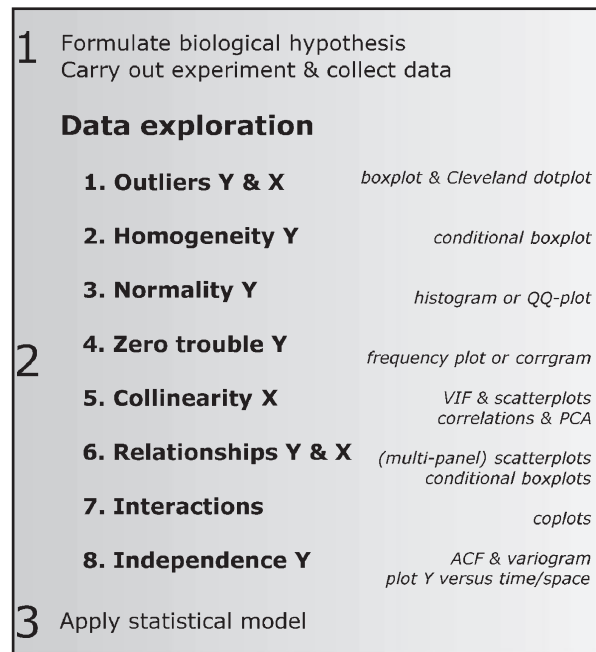 1 Formulate biological hypothesis
Carry out experiment & collect data
Data exploration
1. Outliers Y & X boxplot & Cleveland dotplot
2. Homogeneity Y conditional boxplot
3. Normality Y histogram or QQ-plot
2
4. Zero trouble Y frequency plot or corrgram
5. Collinearity X VIF & scatterplots
correlations & PCA
6. Relationships Y & X (multi-panel) scatterplots
conditional boxplots
7. Interactions coplots
8. Independence Y ACF & variogram
plot Y versus time/space
3 Apply statistical model